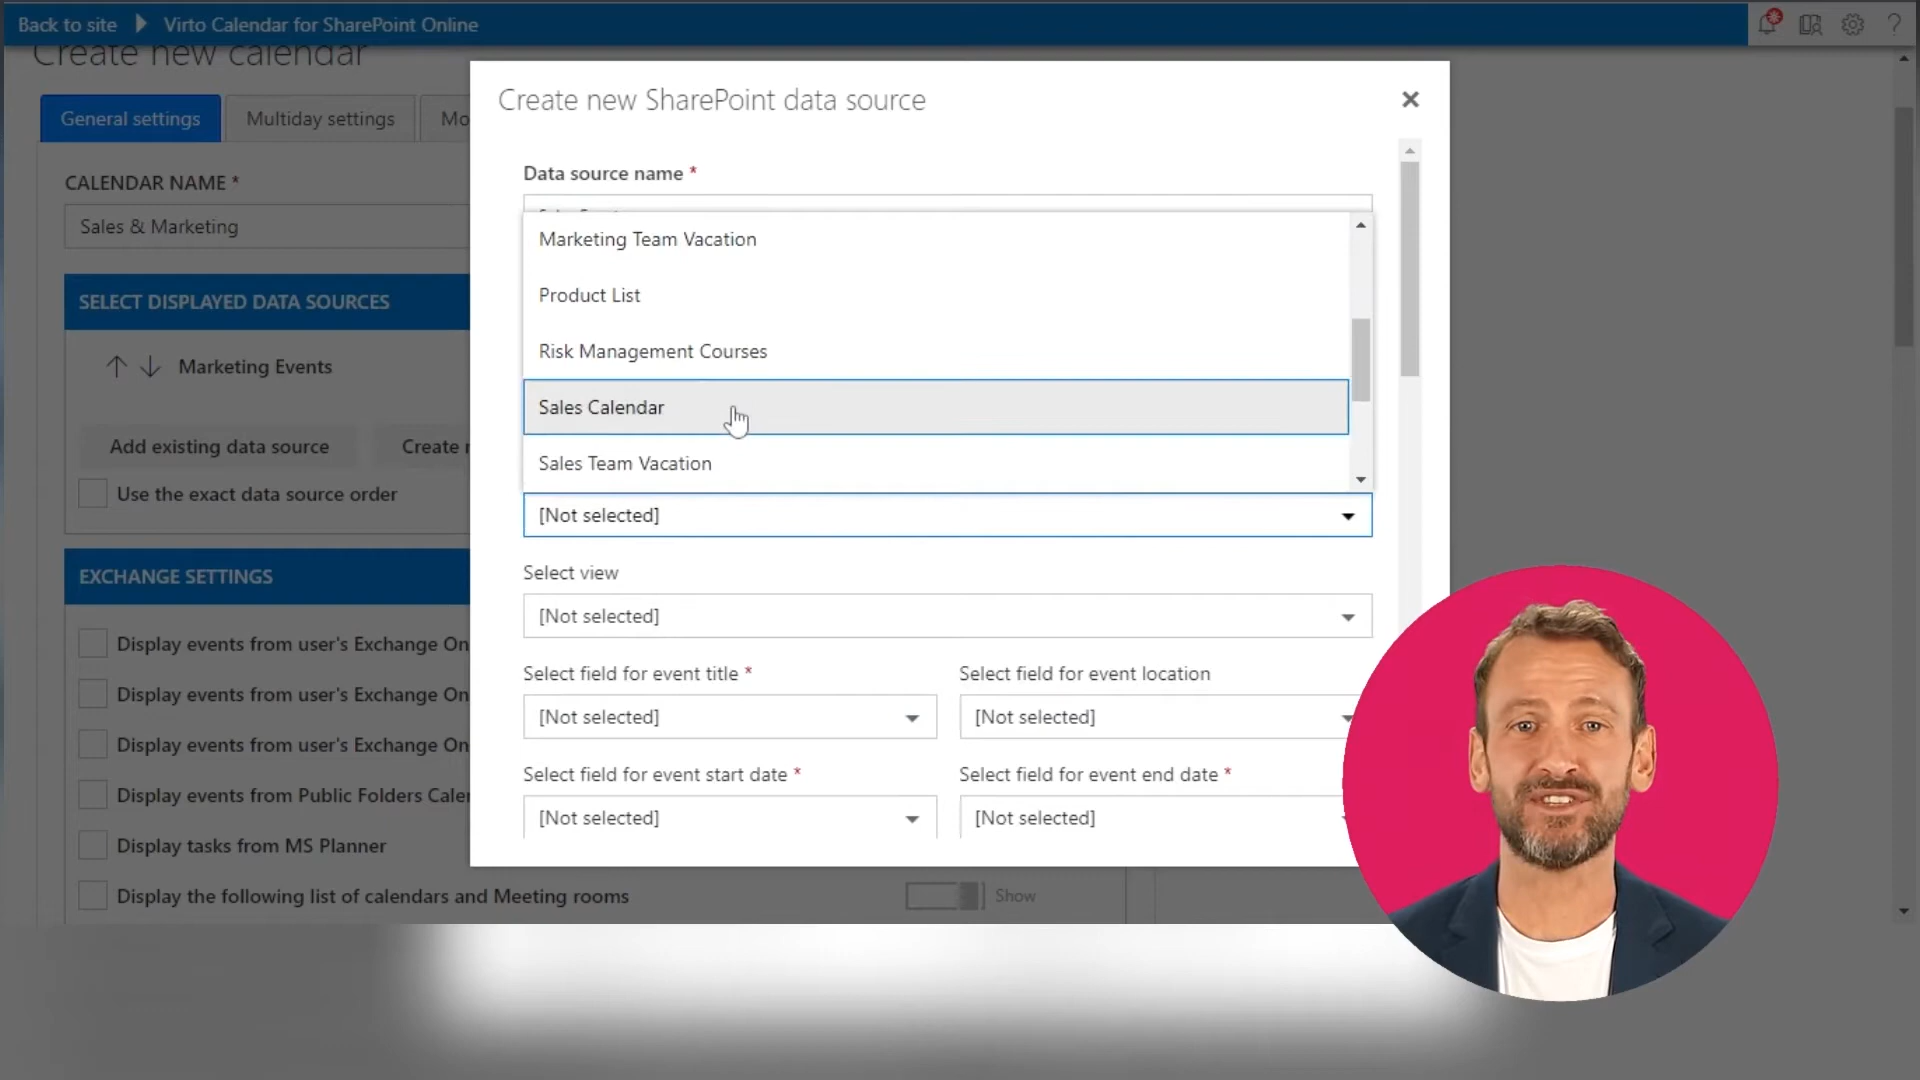 Back to site
Virto Calendar for SharePoint Online
?
Create new calendar
General settings
Multiday settings
Mo
CALENDAR NAME *
Sales & Marketing
SELECT DISPLAYED DATA SOURCES
Marketing Events
Add existing data source
Create
Use the exact data source order
EXCHANGE SETTINGS
Display events from user's Exchange On
Display events from user's Exchange On
Display events from user's Exchange On
Display events from Public Folders Cale
Display tasks from MS Planner
Display the following list of calendars and Meeting rooms
Show
Create new SharePoint data source
Data source name *
Marketing Team Vacation
Product List
Risk Management Courses
Sales Calendar
Sales Team Vacation
[Not selected]
Select view
[Not selected]
Select field for event title *
Select field for event location
[Not selected]
[Not selected]
Select field for event start date *
Select field for event end date *
[Not selected]
[Not selected]